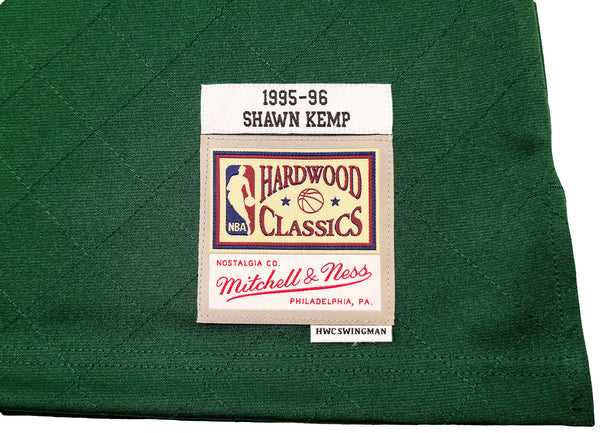 1995-96
SHAWN KEMP
NBA
HARDWOOD
CLASSICS
NOSTALGIA CO.
Mitchell & Ness
PHILADELPHIA, PA.
HWC SWINGMAN